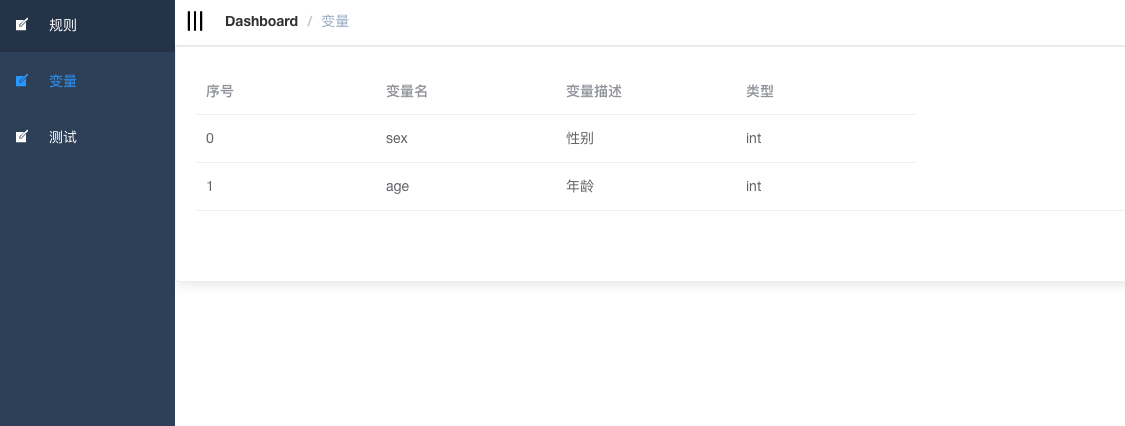 规则
变量
测试
Dashboard / 变量
序号 变量名 变量描述 类型
0 sex 性别 int
1 age 年龄 int